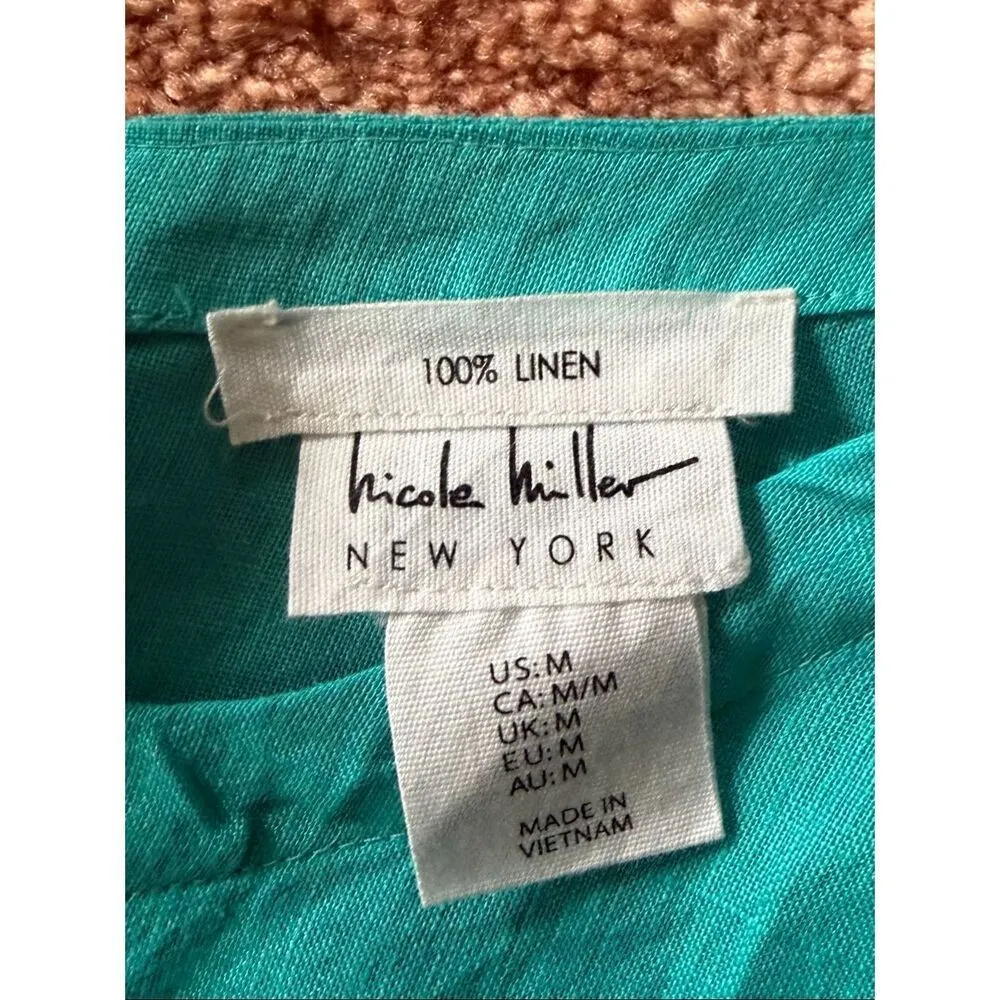 100% LINEN
nicole miller
NEW YORK
US: M
CA: M/M
UK: M
EU: M
AU: M
MADE IN
VIETNAM